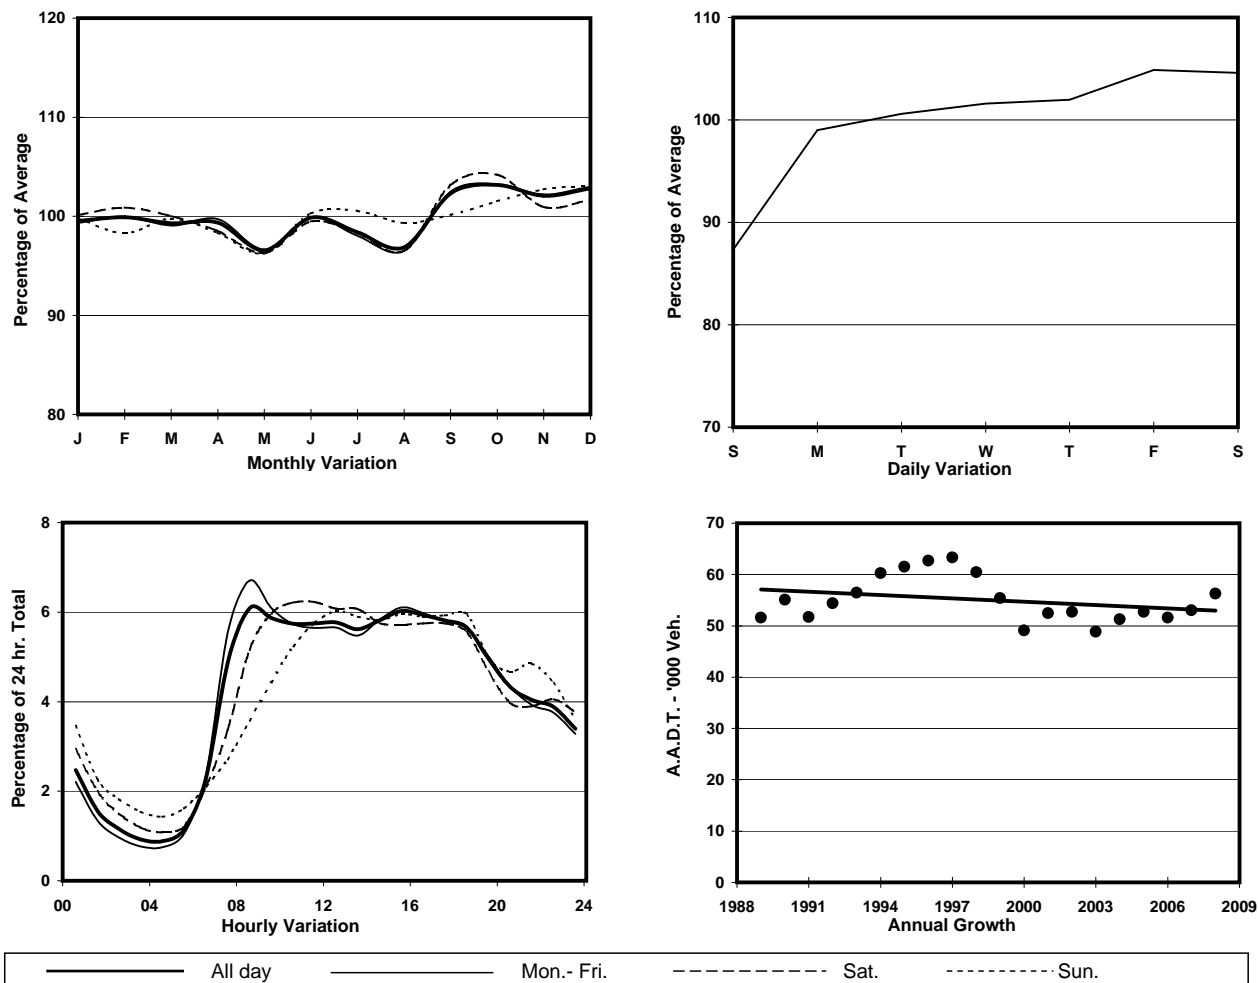 120
110
100
90
80
Percentage of Average
J F M A M J J A S O N D
Monthly Variation
110
100
90
80
70
Percentage of Average
S M T W T F S
Daily Variation
8
6
4
2
0
Percentage of 24 hr. Total
00 04 08 12 16 20 24
Hourly Variation
70
60
50
40
30
20
10
0
A.A.D.T. - '000 Veh.
1988 1991 1994 1997 2000 2003 2006 2009
Annual Growth
All day Mon.- Fri. Sat. Sun.